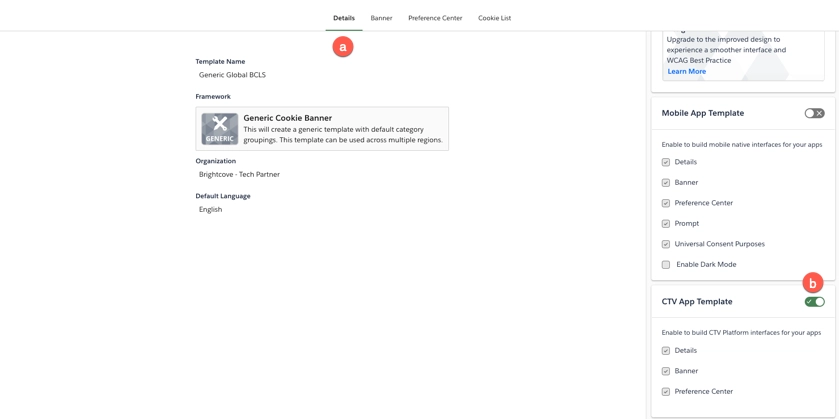 Details Banner Preference Center Cookie List
a
Template Name
Generic Global BCLS
Framework
GENERIC
Generic Cookie Banner
This will create a generic template with default category
groupings. This template can be used across multiple regions.
Organization
Brightcove - Tech Partner
Default Language
English
Upgrade to the improved design to
experience a smoother interface and
WCAG Best Practice
Learn More
Mobile App Template
Enable to build mobile native interfaces for your apps
Details
Banner
Preference Center
Prompt
Universal Consent Purposes
Enable Dark Mode
b
CTV App Template
Enable to build CTV Platform interfaces for your apps
Details
Banner
Preference Center